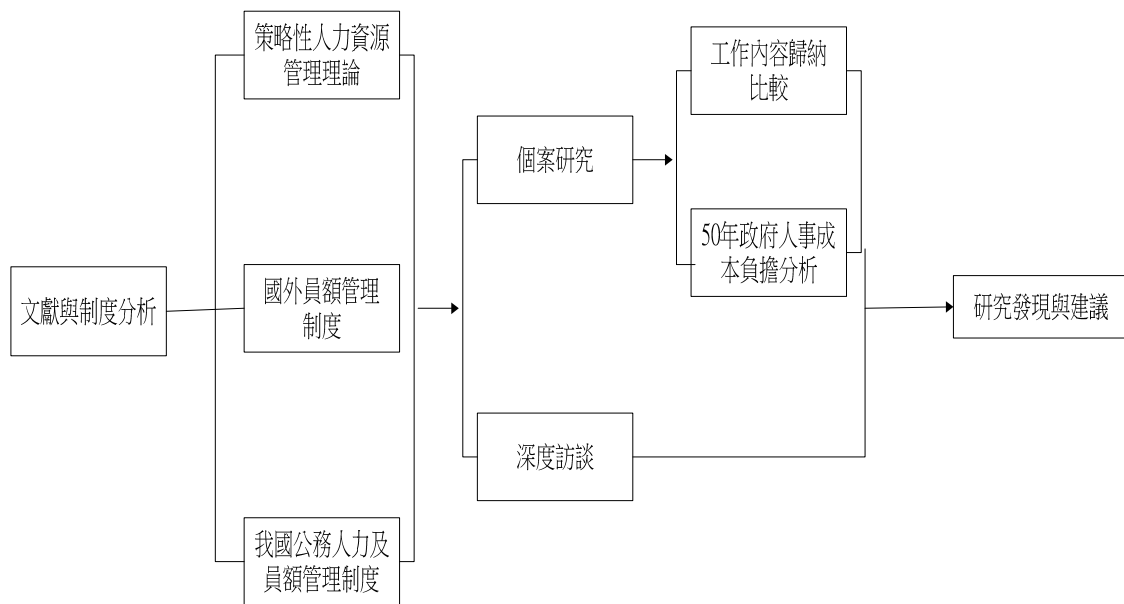 文獻與制度分析
策略性人力資源
管理理論
國外員額管理
制度
我國公務人力及
員額管理制度
個案研究
深度訪談
工作內容歸納
比較
50年政府人事成
本負擔分析
研究發現與建議